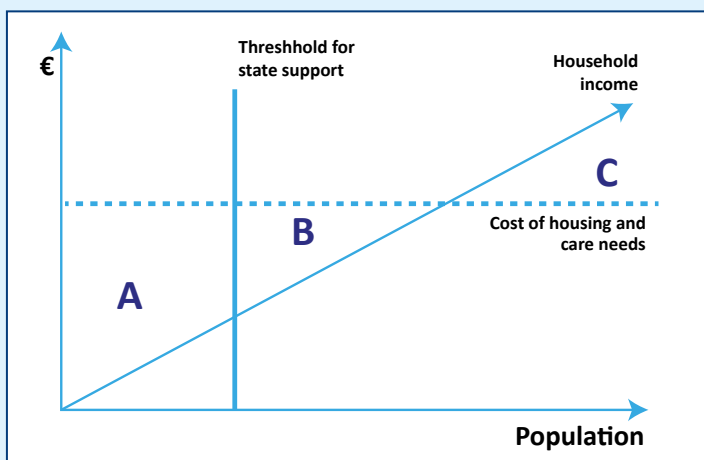 €
Threshhold for
state support
Household
income
C
B
Cost of housing and
care needs
A
Population